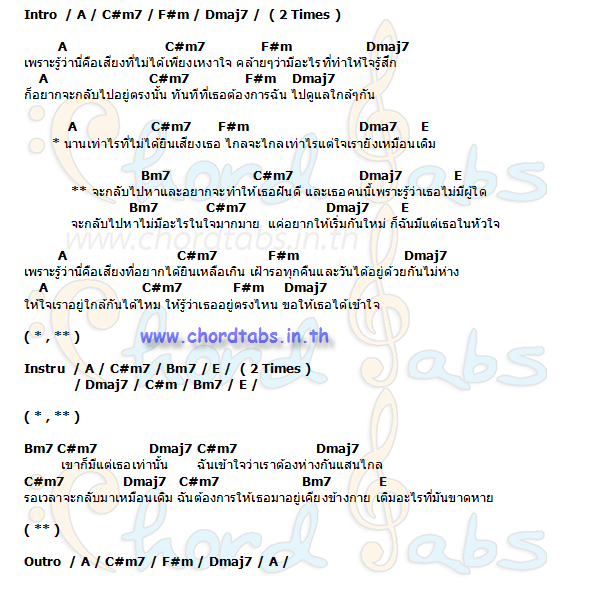 Intro / A / C#m7 / F#m / Dmaj7 / ( 2 Times )
A C#m7 F#m Dmaj7
เพราะรู้ว่านี่คือเสียงที่ไม่ได้เพียงเหงาใจ คล้ายๆว่ามีอะไรที่ทำให้ใจรู้สึก
A C#m7 F#m Dmaj7
ก็อยากจะกลับไปอยู่ตรงนั้น ทันทีที่เธอต้องการฉัน ไปดูแลใกล้ๆกัน
A C#m7 F#m Dma7 E
* นานเท่าไรที่ไม่ได้ยินเสียงเธอ ไกลจะไกลเท่าไรแต่ใจเรายังเหมือนเดิม
Bm7 C#m7 Dmaj7 E
** จะกลับไปหาและอยากจะทำให้เธอฝันดี และเธอคนนี้เพราะรู้ว่าเธอไม่มีผู้ใด
Bm7 C#m7 Dmaj7 E
จะกลับไปหาไม่มีอะไรในใจมากมาย แค่อยากให้เริ่มกันใหม่ ก็ฉันมีแต่เธอในหัวใจ
www.chordtabs.in.th
A C#m7 F#m Dmaj7
เพราะรู้ว่านี่คือเสียงที่อยากได้ยินเหลือเกิน เฝ้ารอทุกคืนและวันได้อยู่ด้วยกันไม่ห่าง
A C#m7 F#m Dmaj7
ให้ใจเราอยู่ใกล้กันได้ไหม ให้รู้ว่าเธออยู่ตรงไหน ขอให้เธอได้เข้าใจ
( * , ** ) www.chordtabs.in.th
Instru / A / C#m7 / Bm7 / E / ( 2 Times )
/ Dmaj7 / C#m / Bm7 / E /
( * , ** )
Bm7 C#m7 Dmaj7 C#m7 Dmaj7
เขาก็มีแต่เธอเท่านั้น ฉันเข้าใจว่าเราต้องห่างกันแสนไกล
C#m7 Dmaj7 C#m7 Bm7 E
รอเวลาจะกลับมาเหมือนเดิม ฉันต้องการให้เธอมาอยู่เคียงข้างกาย เติมอะไรที่มันขาดหาย
( ** )
Outro / A / C#m7 / F#m / Dmaj7 / A /